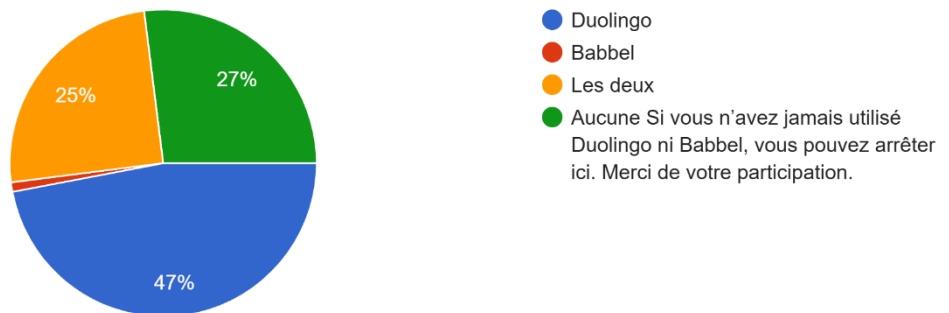 Duolingo
Babbel
Les deux
Aucune Si vous n’avez jamais utilisé
Duolingo ni Babbel, vous pouvez arrêter
ici. Merci de votre participation.
27%
25%
47%